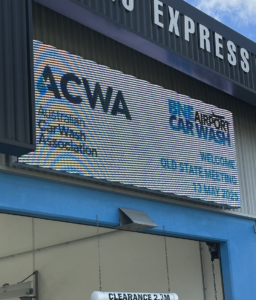 EXPRESS
ACWA
Australian
Car Wash
Association
BNE AIRPORT
CAR WASH
WELCOME
QLD STATE MEETING
13 MAY 2025
CLEARANCE 2.7M